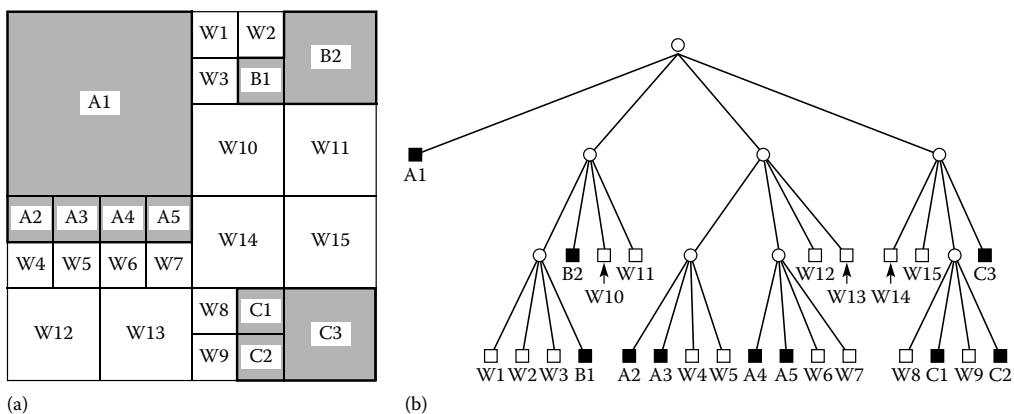 W1 W2
B2
W3 B1
A1
W10 W11
A2 A3 A4 A5
W4 W5 W6 W7
W14 W15
W12 W13
W8 C1
C3
W9 C2
(a)
A1
B2 W11 W12 W15 C3
W10 W13 W14
W1 W2 W3 B1 A2 A3 W4 W5 A4 A5 W6 W7 W8 C1 W9 C2
(b)